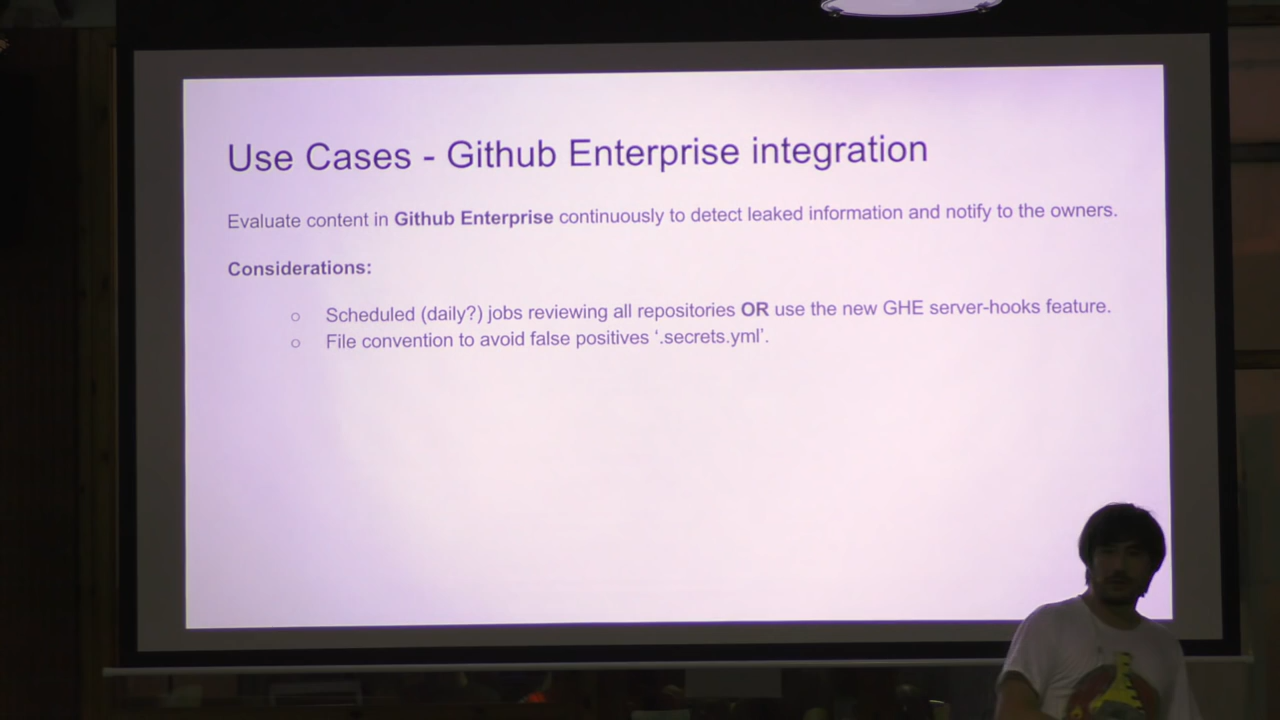 Use Cases - Github Enterprise integration
Evaluate content in Github Enterprise continuously to detect leaked information and notify to the owners.
Considerations:
○ Scheduled (daily?) jobs reviewing all repositories OR use the new GHE server-hooks feature.
○ File convention to avoid false positives ‘.secrets.yml’.